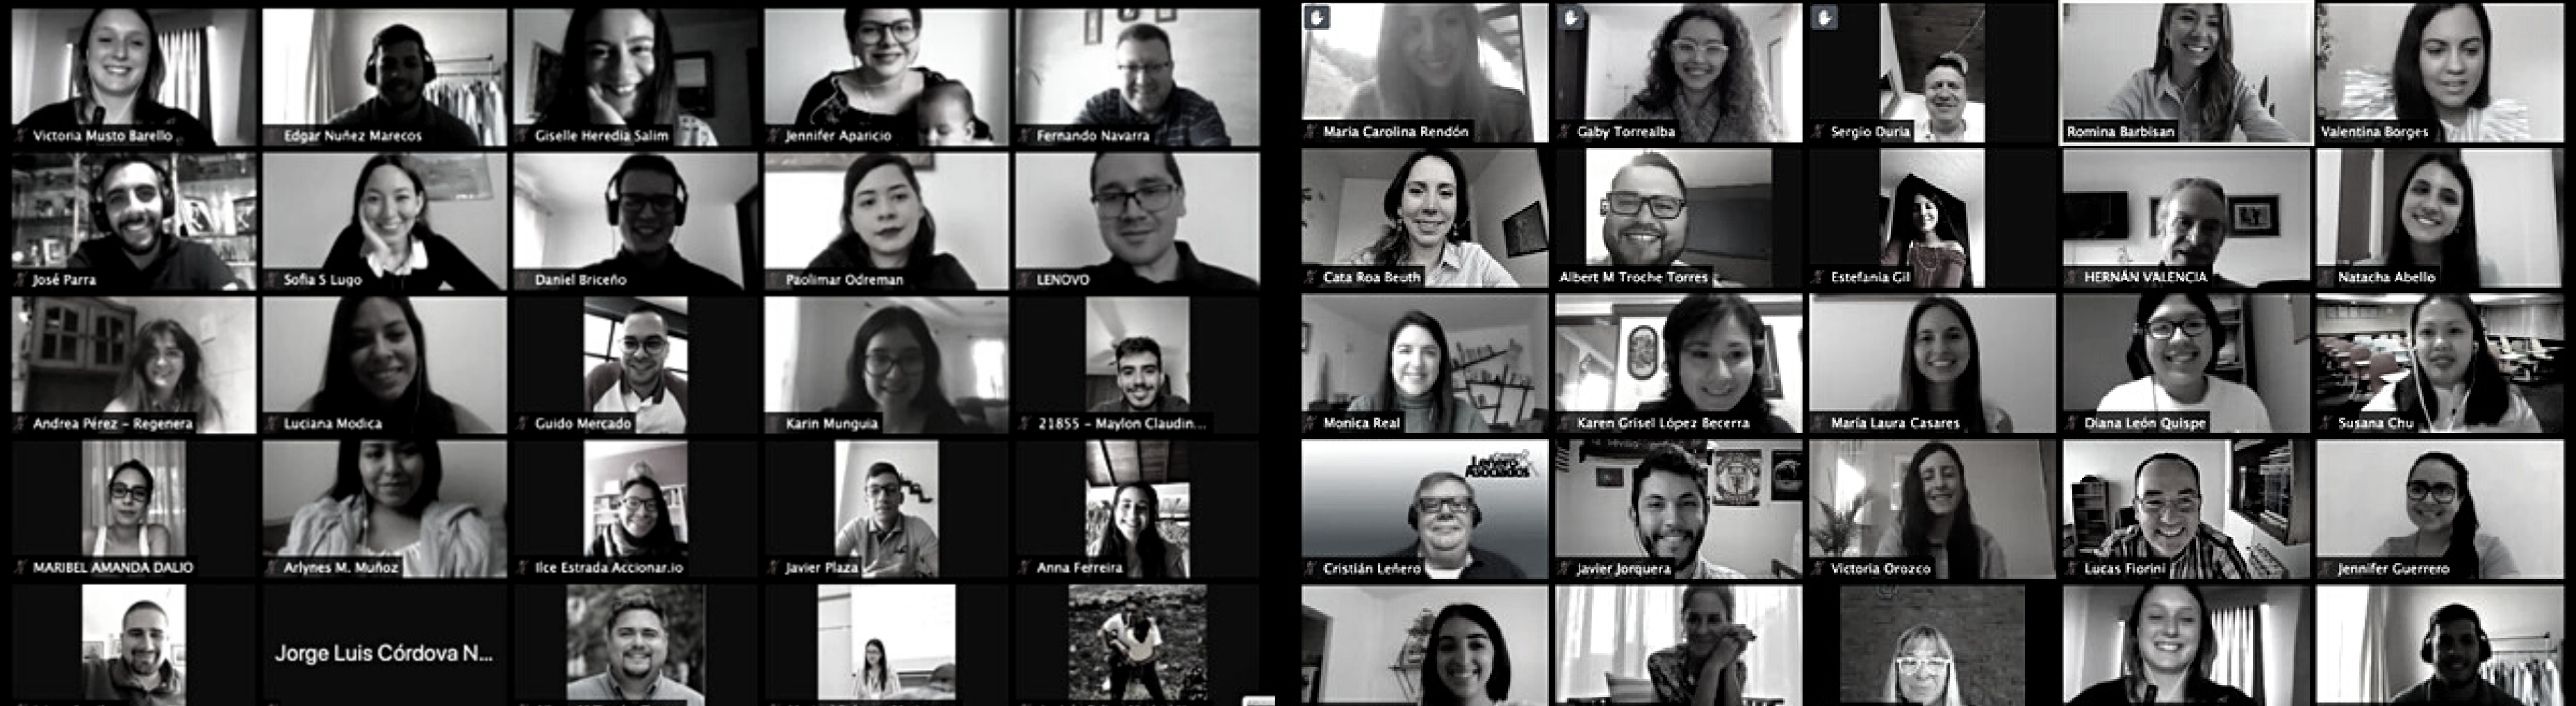 Victoria Musto Barello
Edgar Nuñez Marecos
Giselle Heredia Salim
Jennifer Aparicio
Fernando Navarra
José Parra
Sofia S Lugo
Daniel Briceño
Paolimar Odreman
LENOVO
Andrea Pérez – Regenera
Luciana Modica
Guido Mercado
Karin Munguia
21855 – Maylon Claudin...
MARIBEL AMANDA DALIO
Arlynes M. Muñoz
Ilce Estrada Accionar.io
Javier Plaza
Anna Ferreira
Jorge Luis Córdova N...
María Carolina Rendón
Gaby Torrealba
Sergio Duria
Romina Barbisan
Valentina Borges
Cata Roa Beuth
Albert M Troche Torres
Estefania Gil
HERNÁN VALENCIA
Natacha Abello
Monica Real
Karen Grisel López Becerra
María Laura Casares
Diana León Quispe
Susana Chu
Leñero
Asociados
Cristián Leñero
Javier Jorquera
Victoria Orozco
Lucas Fiorini
Jennifer Guerrero